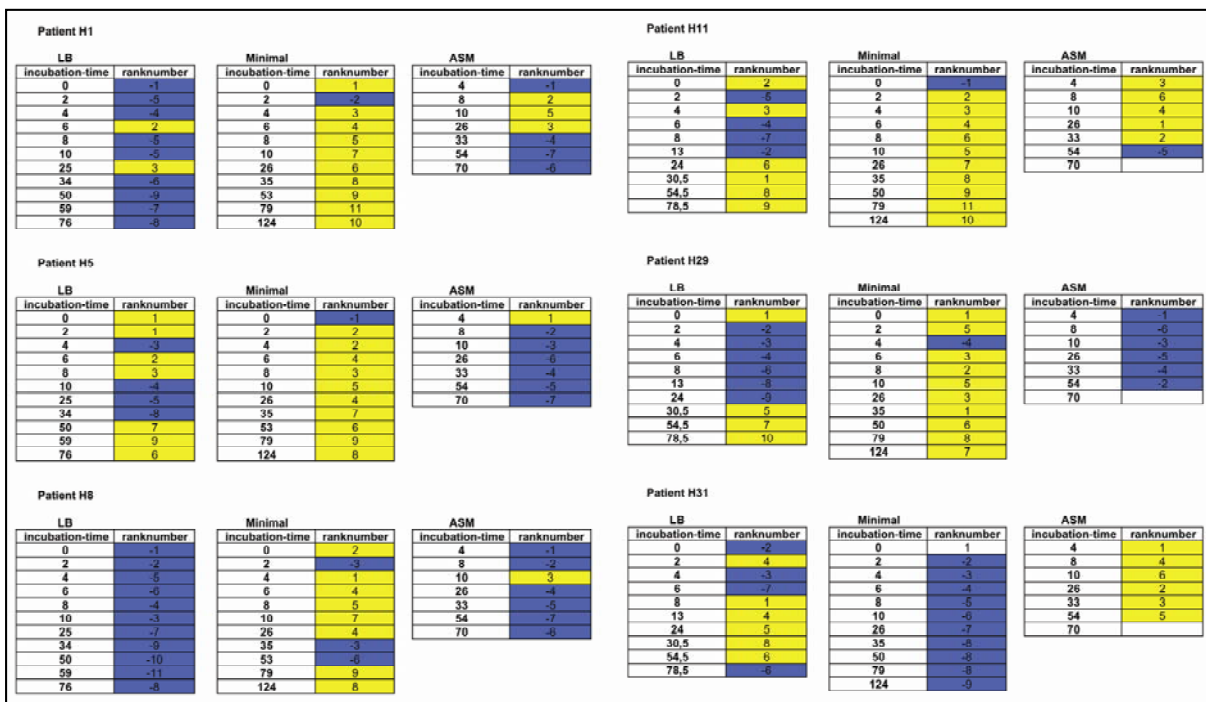 Patient H1
LB Minimal ASM
incubation-time ranknumber incubation-time ranknumber incubation-time ranknumber
0 -1 0 1 4 -1
2 -5 2 -2 8 2
4 -4 4 3 10 5
6 2 6 4 26 3
8 -5 8 5 33 -4
10 -5 10 7 54 -7
25 3 26 6 70 -6
34 -6 35 8
50 -9 53 9
59 -7 79 11
76 -8 124 10
Patient H5
LB Minimal ASM
incubation-time ranknumber incubation-time ranknumber incubation-time ranknumber
0 1 0 -1 4 1
2 1 2 2 8 -2
4 -3 4 2 10 -3
6 2 6 4 26 -6
8 3 8 3 33 -4
10 -4 10 5 54 -5
25 -5 26 4 70 -7
34 -8 35 7
50 7 53 6
59 9 79 9
76 6 124 8
Patient H8
LB Minimal ASM
incubation-time ranknumber incubation-time ranknumber incubation-time ranknumber
0 -1 0 2 4 -1
2 -2 2 -3 8 -2
4 -5 4 1 10 3
6 -6 6 4 26 -4
8 -4 8 5 33 -5
10 -3 10 7 54 -7
25 -7 26 4 70
34 -9 35 -3
50 -10 53 -6
59 -11 79 9
76 -8 124 8
Patient H11
LB Minimal ASM
incubation-time ranknumber incubation-time ranknumber incubation-time ranknumber
0 2 0 -1 4 3
2 -5 2 2 8 6
4 3 4 3 10 4
6 -4 6 4 26 1
8 -7 8 6 33 2
13 -2 10 5 54 -5
24 6 26 7 70
30,5 1 35 8
54,5 8 50 9
78,5 9 79 11
124 10
Patient H29
LB Minimal ASM
incubation-time ranknumber incubation-time ranknumber incubation-time ranknumber
0 1 0 1 4 -1
2 -2 2 5 8 -6
4 -3 4 -4 10 -3
6 -4 6 3 26 -5
8 -6 8 2 33 -4
13 -8 10 5 54 -2
24 -9 26 3 70
30,5 5 35 1
54,5 7 50 6
78,5 10 79 8
124 7
Patient H31
LB Minimal ASM
incubation-time ranknumber incubation-time ranknumber incubation-time ranknumber
0 -2 0 1 4 1
2 4 2 -2 8 4
4 -3 4 -3 10 6
6 -7 6 -4 26 2
8 1 8 -5 33 3
13 4 10 -6 54 5
24 5 26 -7 70
30,5 8 35 -8
54,5 6 50 -8
78,5 -6 79 -8
124 -9